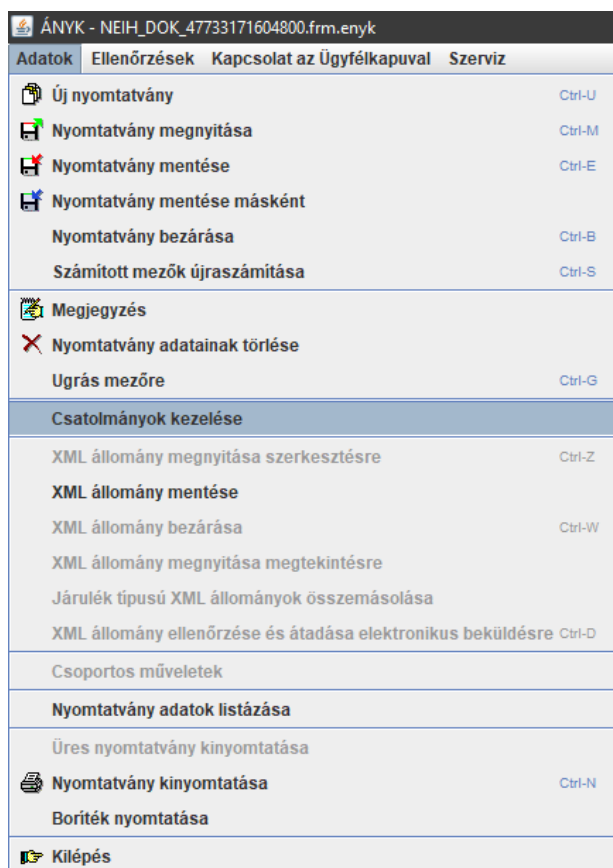 ÁNYK - NEIH_DOK_47733171604800.frm.enyk
Adatok Ellenőrzések Kapcsolat az Ügyfélkapuval Szerviz
Új nyomtatvány Ctrl-U
Nyomtatvány megnyitása Ctrl-M
Nyomtatvány mentése Ctrl-E
Nyomtatvány mentése másként
Nyomtatvány bezárása Ctrl-B
Számított mezők újraszámítása Ctrl-S
Megjegyzés
Nyomtatvány adatainak törlése
Ugrás mezőre Ctrl-G
Csatolmányok kezelése
XML állomány megnyitása szerkesztésre Ctrl-Z
XML állomány mentése
XML állomány bezárása Ctrl-W
XML állomány megnyitása megtekintésre
Járulék típusú XML állományok összemásolása
XML állomány ellenőrzése és átadása elektronikus beküldésre Ctrl-D
Csoportos műveletek
Nyomtatvány adatok listázása
Üres nyomtatvány kinyomtatása
Nyomtatvány kinyomtatása Ctrl-N
Boríték nyomtatása
Kilépés